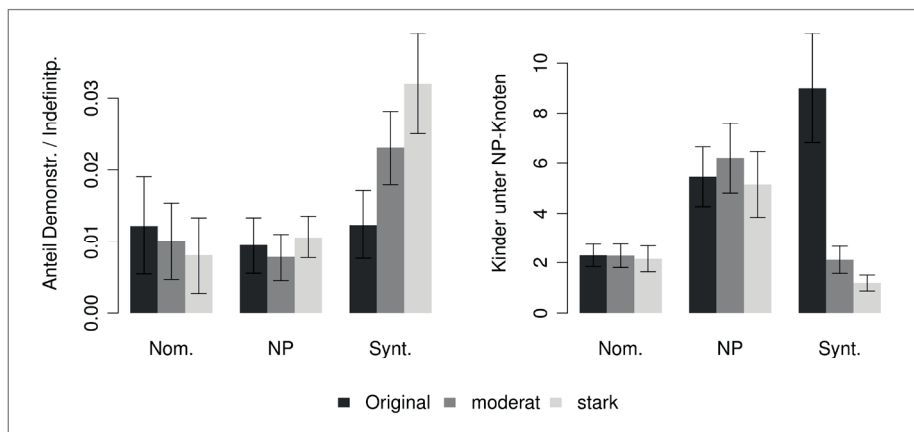 Anteil Demonstr. / Indefinitp.
0.00
0.01
0.02
0.03
Nom.
NP
Synt.
Kinder unter NP-Knoten
0
2
4
6
8
10
Nom.
NP
Synt.
Original
moderat
stark